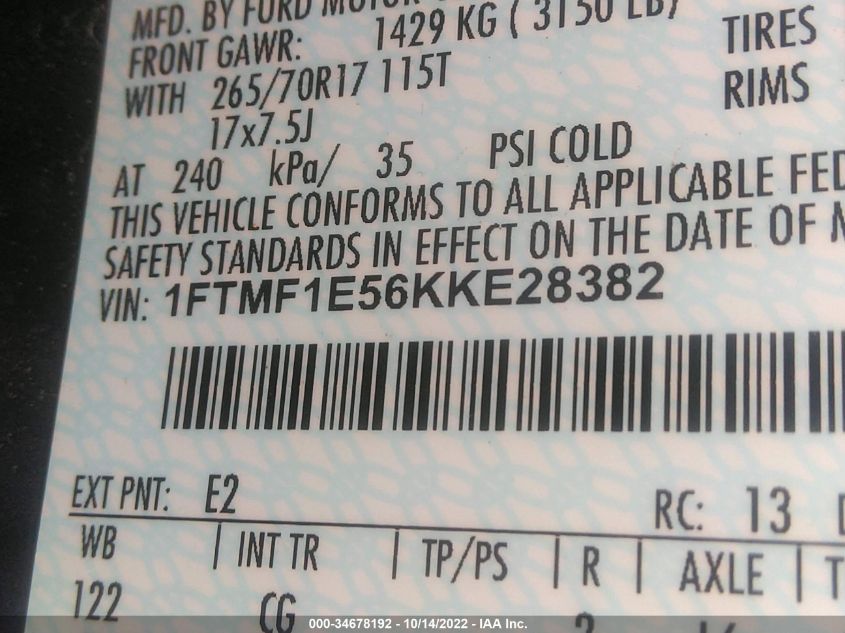 MFD. BY FORD MOTOR
FRONT GAWR: 1429 KG ( 3150 LB)
WITH 265/70R17 115T TIRES
17x7.5J RIMS
AT 240 kPa/ 35 PSI COLD
THIS VEHICLE CONFORMS TO ALL APPLICABLE FED
SAFETY STANDARDS IN EFFECT ON THE DATE OF M
VIN: 1FTMF1E56KKE28382
EXT PNT: E2 RC: 13
WB | INT TR | TP/PS | R | AXLE | T
122 CG
000-34678192 - 10/14/2022 - IAA Inc.